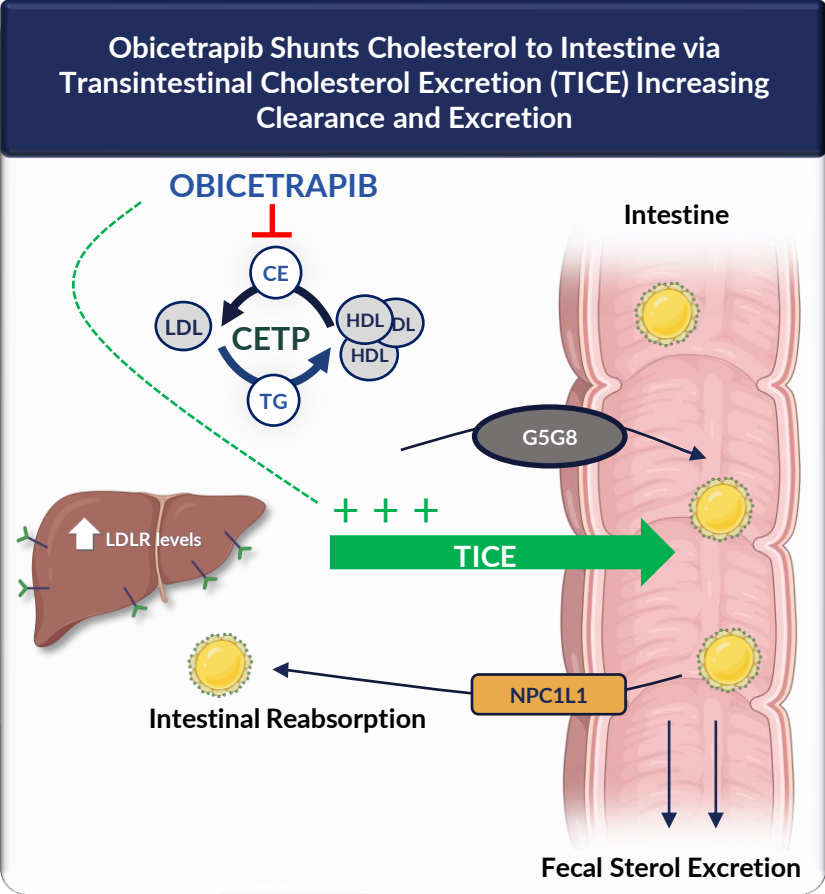 Obicetrapib Shunts Cholesterol to Intestine via
Transintestinal Cholesterol Excretion (TICE) Increasing
Clearance and Excretion
OBICETRAPIB
Intestine
CE
LDL
CETP
HDL
DL
HDL
TG
G5G8
+ + +
LDLR levels
TICE
NPC1L1
Intestinal Reabsorption
Fecal Sterol Excretion